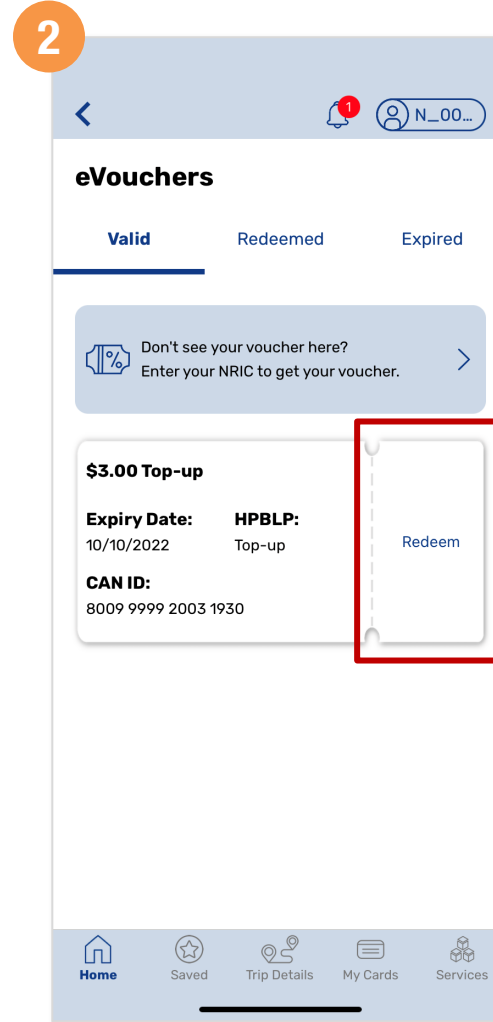 2
1
N_00...
eVouchers
Valid Redeemed Expired
Don't see your voucher here?
Enter your NRIC to get your voucher.
$3.00 Top-up
Expiry Date: HPBLP:
10/10/2022 Top-up
Redeem
CAN ID:
8009 9999 2003 1930
Home Saved Trip Details My Cards Services